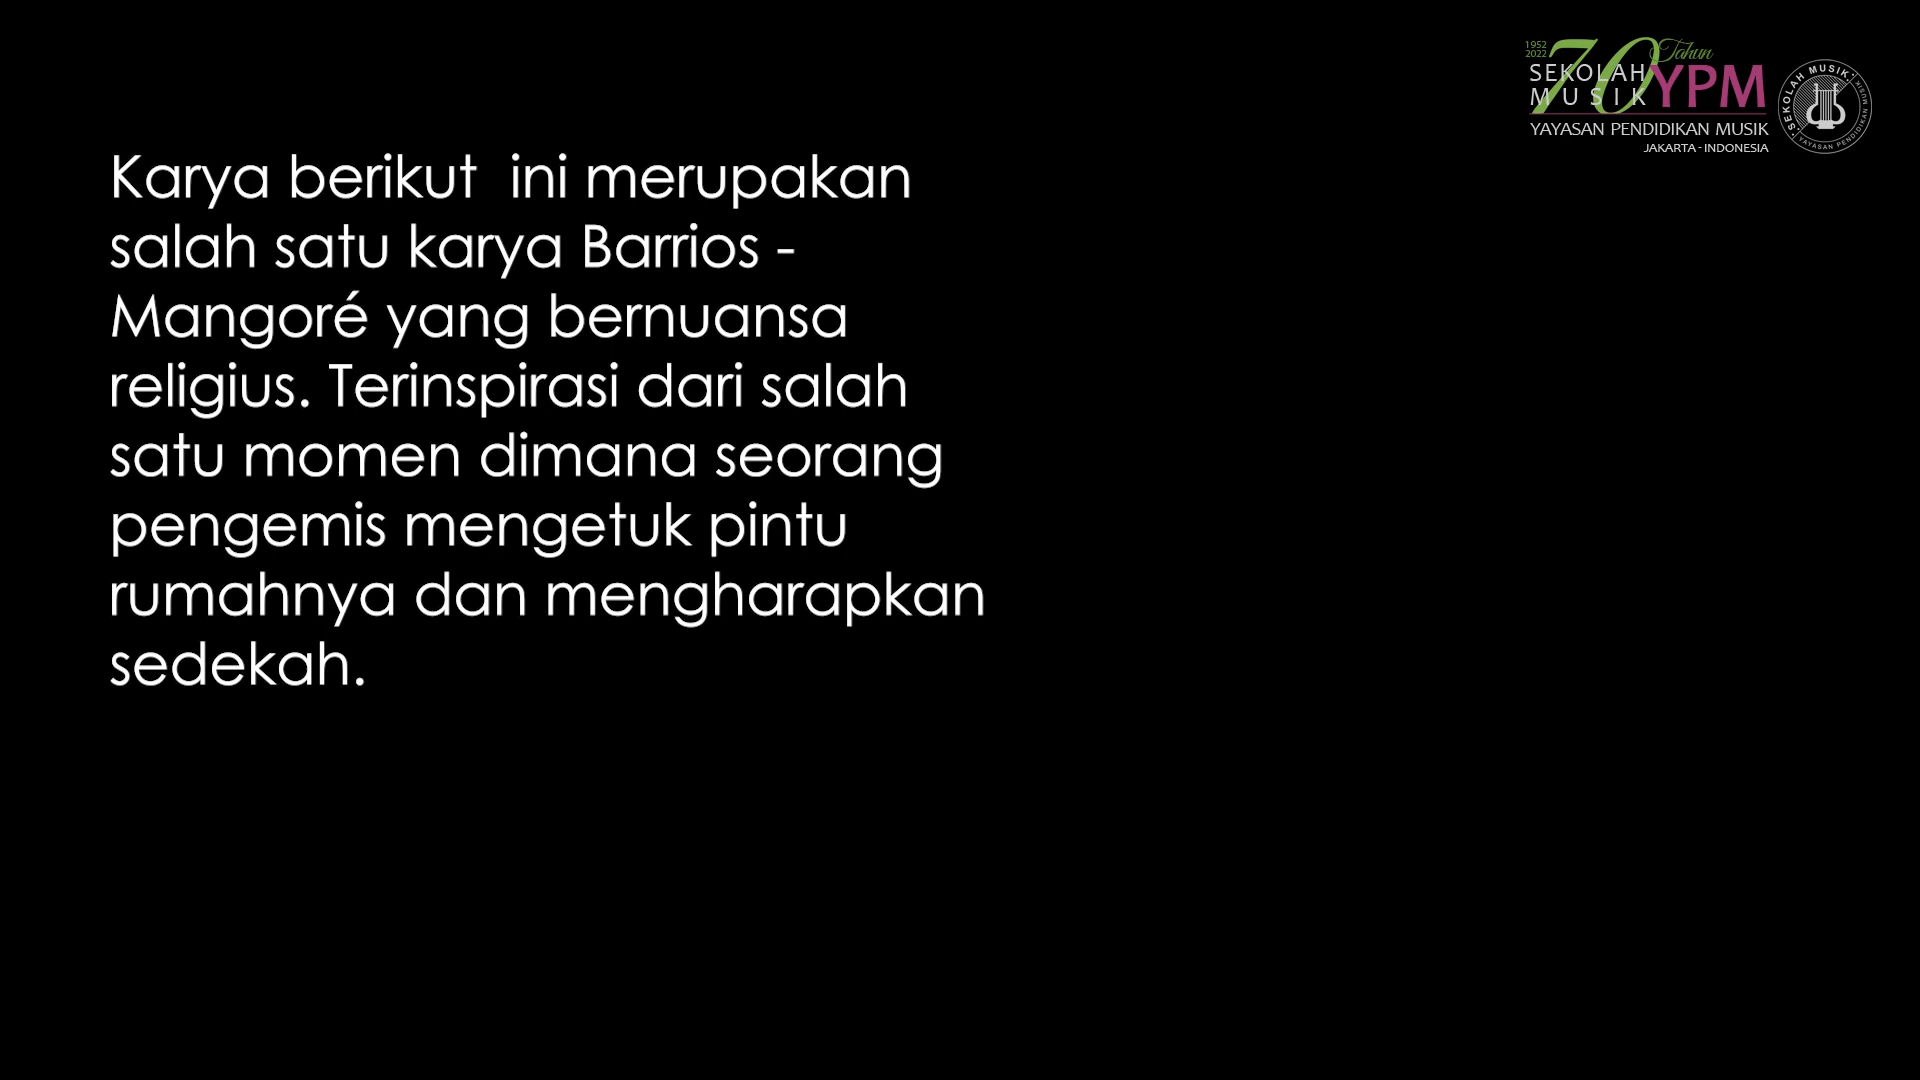 1952
2022
70 Tahun
SEKOLAH
MUSIK
YPM
YAYASAN PENDIDIKAN MUSIK
JAKARTA - INDONESIA
SEKOLAH MUSIK
YAYASAN PENDIDIKAN MUSIK
Karya berikut  ini merupakan
salah satu karya Barrios -
Mangoré yang bernuansa
religius. Terinspirasi dari salah
satu momen dimana seorang
pengemis mengetuk pintu
rumahnya dan mengharapkan
sedekah.